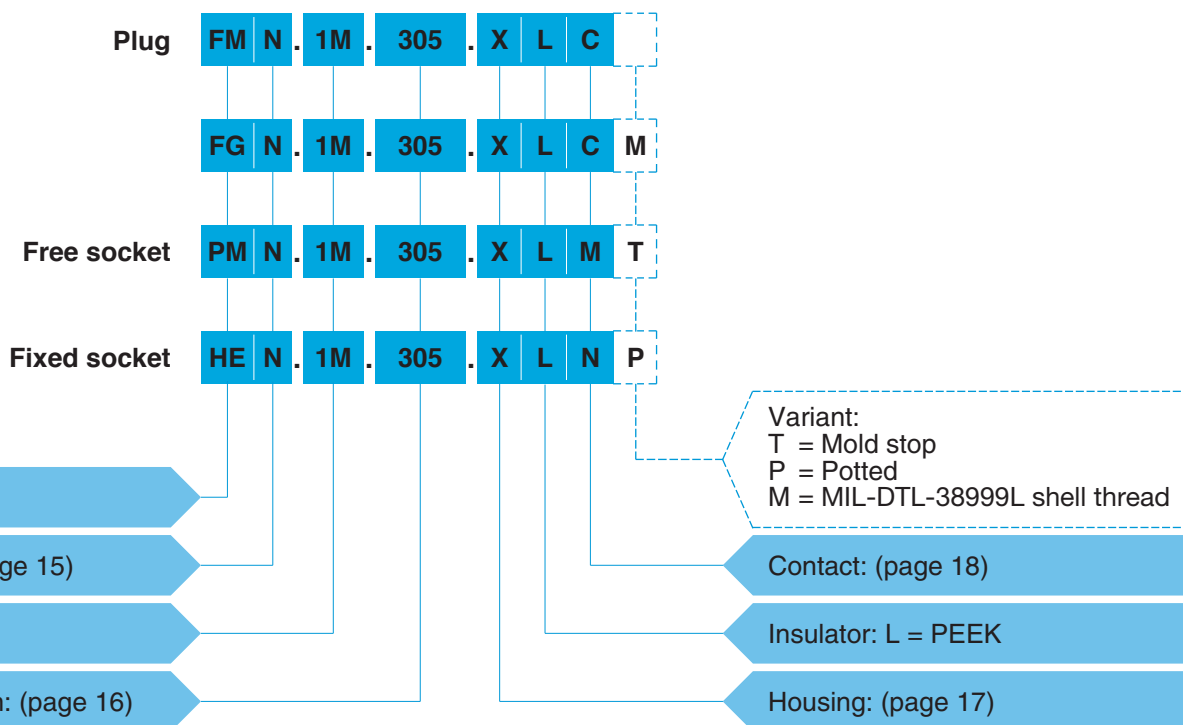 Plug FM N . 1M . 305 . X L C
FG N . 1M . 305 . X L C M
Free socket PM N . 1M . 305 . X L M T
Fixed socket HE N . 1M . 305 . X L N P
Variant:
T = Mold stop
P = Potted
M = MIL-DTL-38999L shell thread
(page 16)
15)
Contact: (page 18)
Insulator: L = PEEK
Housing: (page 17)